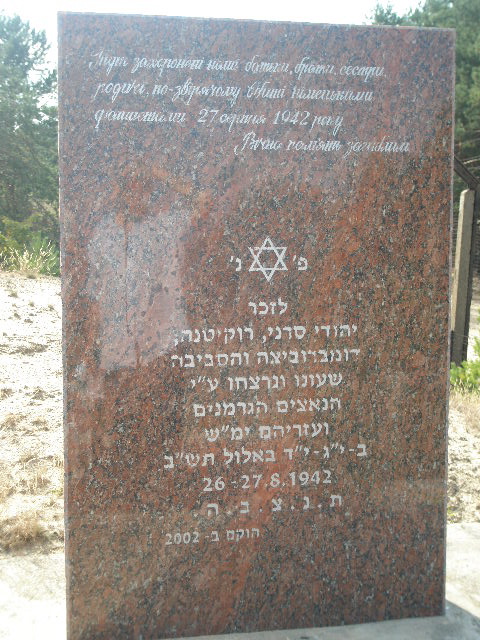 Тут захоронені наші батьки, брати, сестри,
родичі, по-звірячому вбиті німецькими
фашистами 27 серпня 1942 року.
Вічна пам'ять загиблим
פ' נ'
לזכר
יהודי סרני, רוקיטנה,
דומברוביצה והסביבה
שעונו ונרצחו ע"י
הנאצים הגרמנים
ועוזריהם ימ"ש
ב-י"ג-י"ד באלול תש"ב
26-27.8.1942
ת . נ . צ . ב . ה .
הוקם ב- 2002